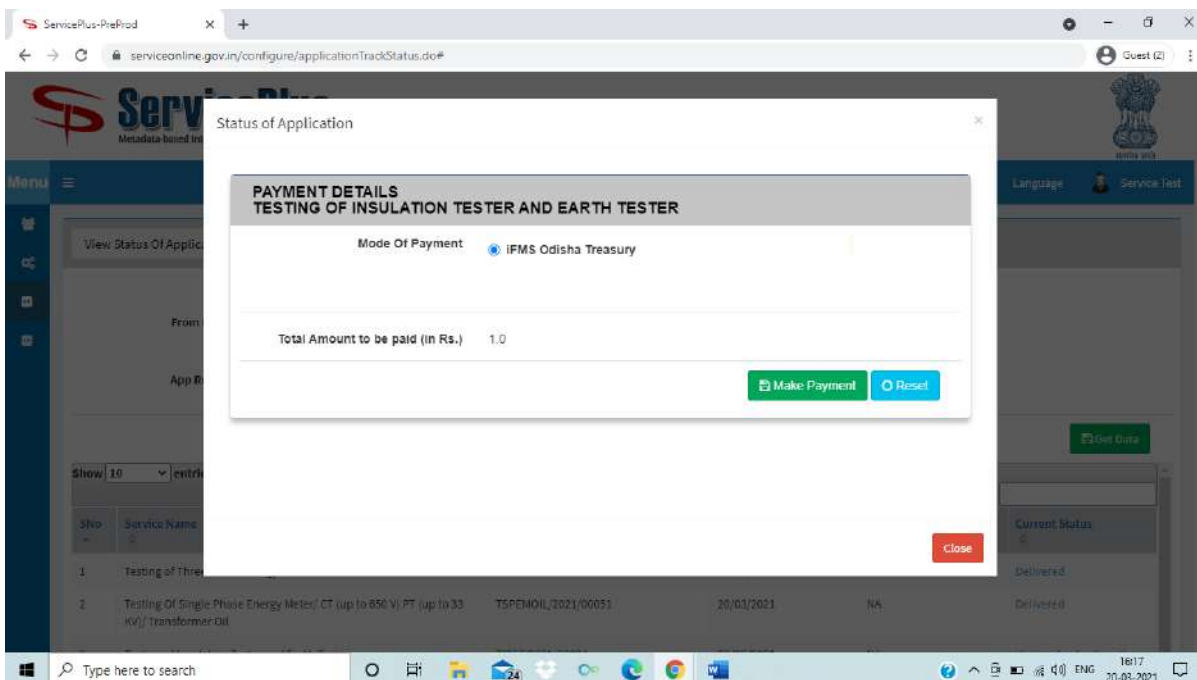 ServicePlus-PreProd
serviceonline.gov.in/configure/applicationTrackStatus.do#
Guest (2)
Status of Application
Menu
Language
Service Test
PAYMENT DETAILS
TESTING OF INSULATION TESTER AND EARTH TESTER
Mode Of Payment
iFMS Odisha Treasury
View Status Of Applic
From
Total Amount to be paid (in Rs.) 1.0
App R
Make Payment
Reset
Get Data
Show 10 entri
SNo Service Name Current Status
Close
1 Testing of Three Delivered
2 Testing Of Single Phase Energy Meter/ CT (up to 650 V) PT (up to 33 TSPEMOIL/2021/00051 20/03/2021 NA Delivered
KV)/ Transformer Oil
Type here to search
24
ENG
16:17
20-03-2021